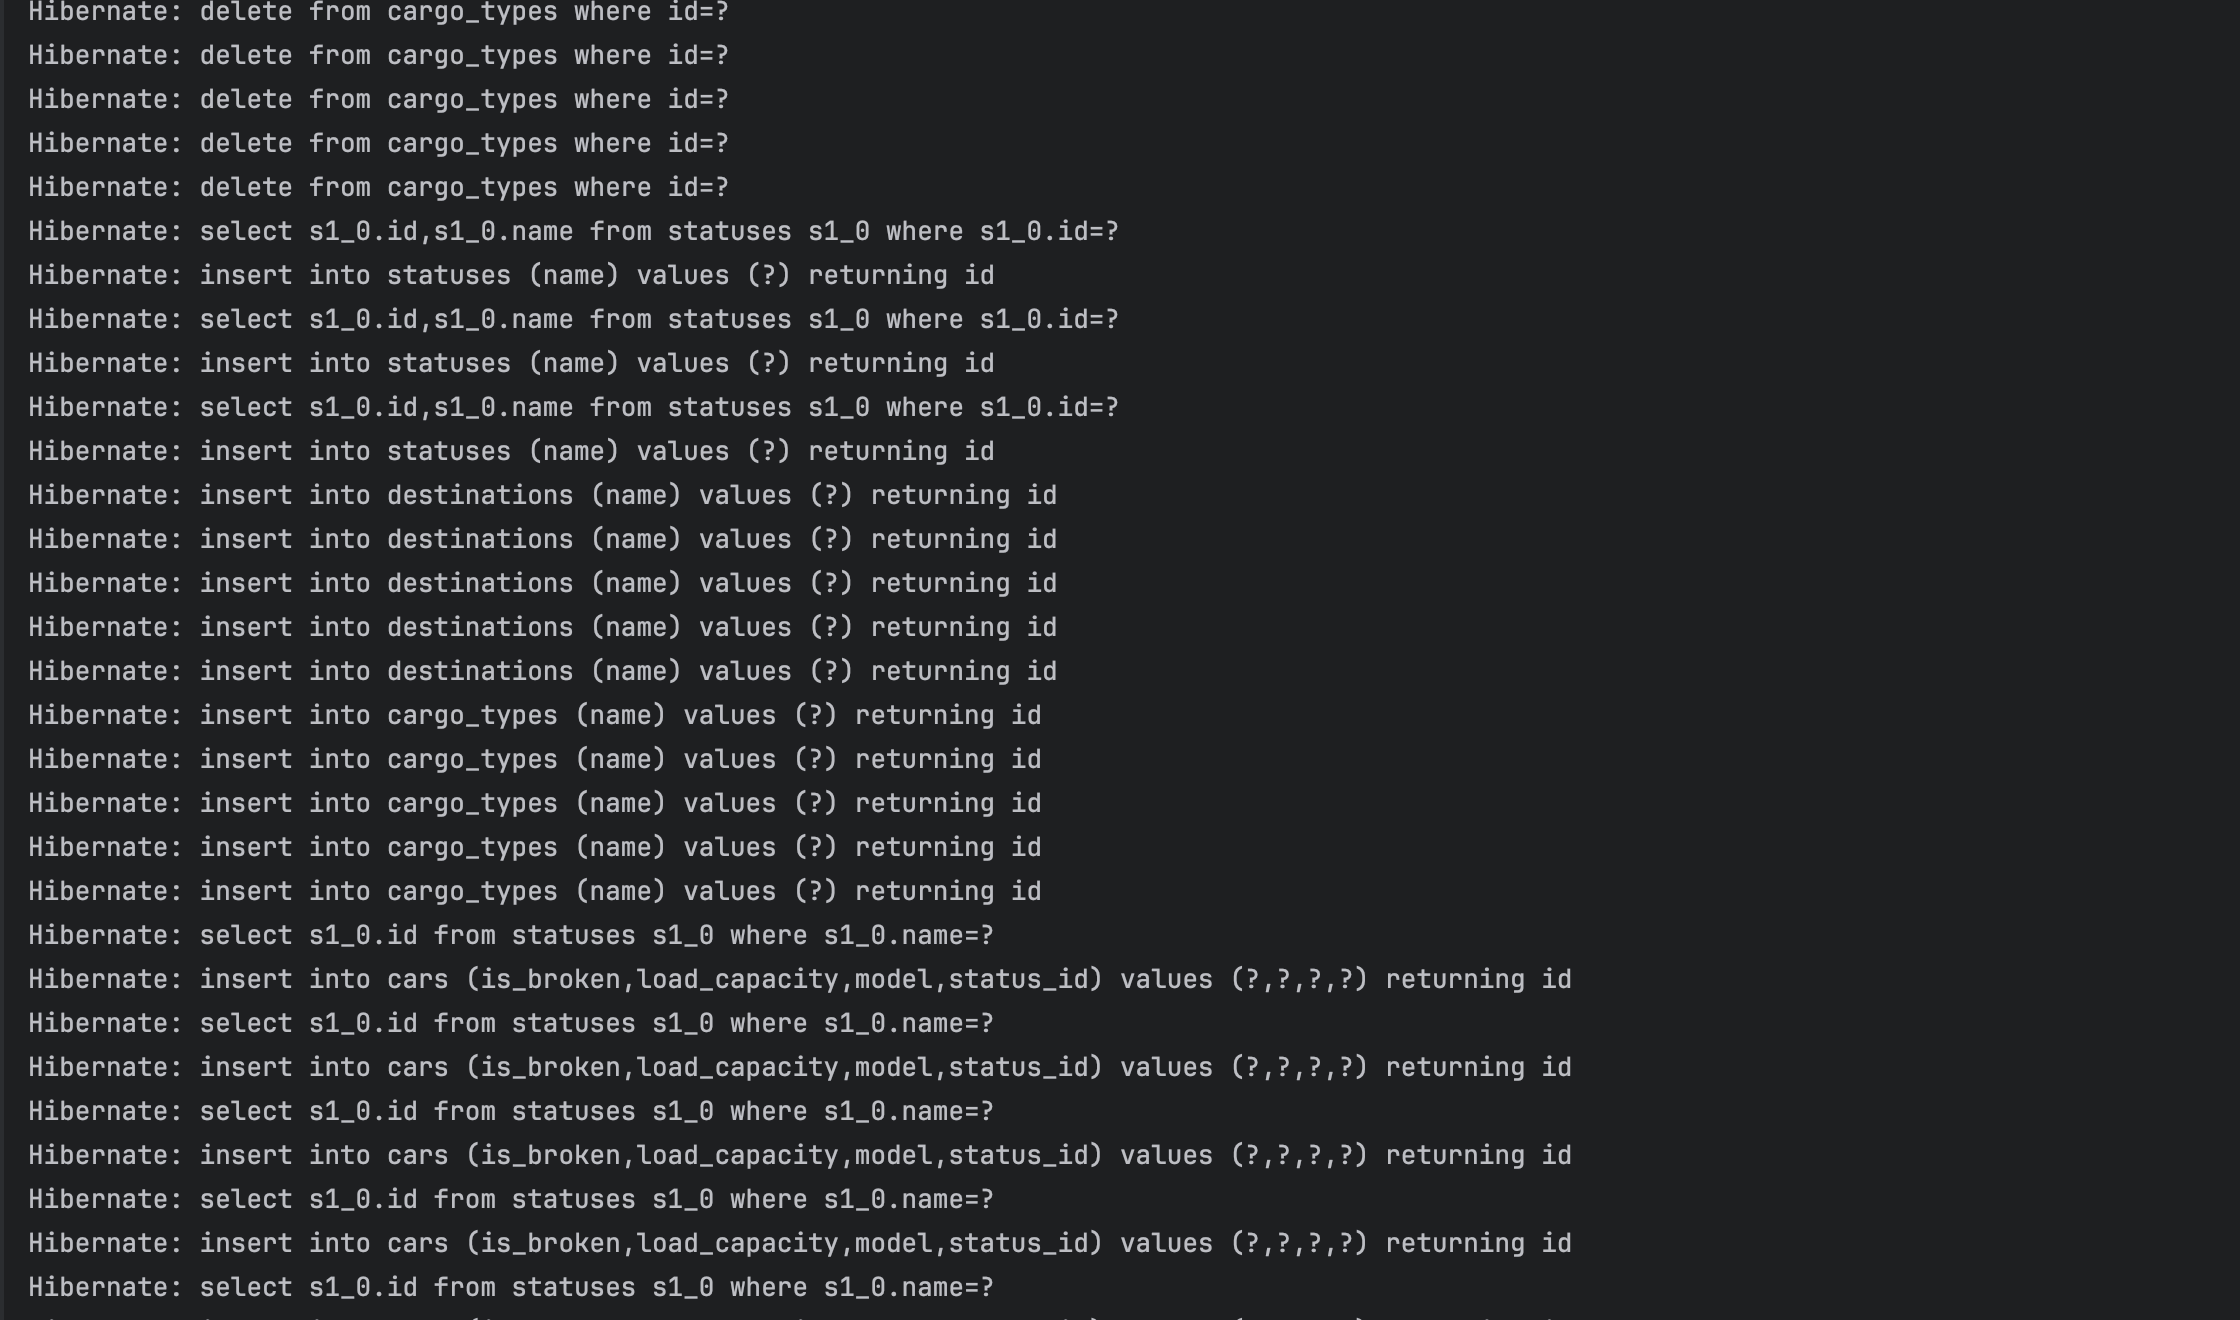 Hibernate: delete from cargo_types where id=?
Hibernate: delete from cargo_types where id=?
Hibernate: delete from cargo_types where id=?
Hibernate: delete from cargo_types where id=?
Hibernate: delete from cargo_types where id=?
Hibernate: select s1_0.id,s1_0.name from statuses s1_0 where s1_0.id=?
Hibernate: insert into statuses (name) values (?) returning id
Hibernate: select s1_0.id,s1_0.name from statuses s1_0 where s1_0.id=?
Hibernate: insert into statuses (name) values (?) returning id
Hibernate: select s1_0.id,s1_0.name from statuses s1_0 where s1_0.id=?
Hibernate: insert into statuses (name) values (?) returning id
Hibernate: insert into destinations (name) values (?) returning id
Hibernate: insert into destinations (name) values (?) returning id
Hibernate: insert into destinations (name) values (?) returning id
Hibernate: insert into destinations (name) values (?) returning id
Hibernate: insert into destinations (name) values (?) returning id
Hibernate: insert into cargo_types (name) values (?) returning id
Hibernate: insert into cargo_types (name) values (?) returning id
Hibernate: insert into cargo_types (name) values (?) returning id
Hibernate: insert into cargo_types (name) values (?) returning id
Hibernate: insert into cargo_types (name) values (?) returning id
Hibernate: select s1_0.id from statuses s1_0 where s1_0.name=?
Hibernate: insert into cars (is_broken,load_capacity,model,status_id) values (?,?,?,?) returning id
Hibernate: select s1_0.id from statuses s1_0 where s1_0.name=?
Hibernate: insert into cars (is_broken,load_capacity,model,status_id) values (?,?,?,?) returning id
Hibernate: select s1_0.id from statuses s1_0 where s1_0.name=?
Hibernate: insert into cars (is_broken,load_capacity,model,status_id) values (?,?,?,?) returning id
Hibernate: select s1_0.id from statuses s1_0 where s1_0.name=?
Hibernate: insert into cars (is_broken,load_capacity,model,status_id) values (?,?,?,?) returning id
Hibernate: select s1_0.id from statuses s1_0 where s1_0.name=?